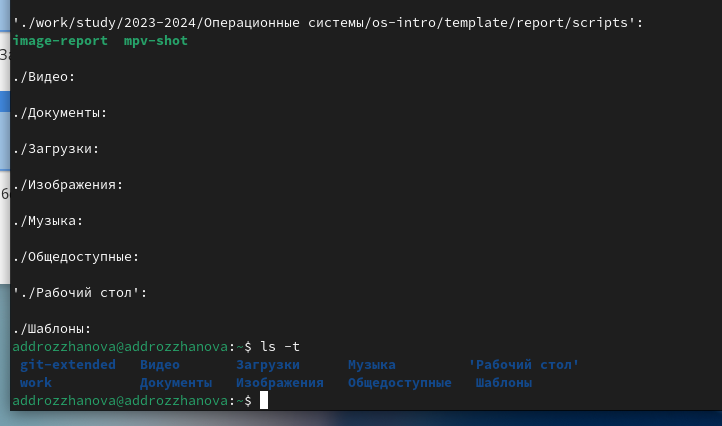 './work/study/2023-2024/Операционные системы/os-intro/template/report/scripts':
image-report  mpv-shot
./Видео:
./Документы:
./Загрузки:
./Изображения:
./Музыка:
./Общедоступные:
'./Рабочий стол':
./Шаблоны:
addrozzhanova@addrozzhanova:~$ ls -t
git-extended   Видео       Загрузки      Музыка         'Рабочий стол'
work           Документы   Изображения   Общедоступные   Шаблоны
addrozzhanova@addrozzhanova:~$